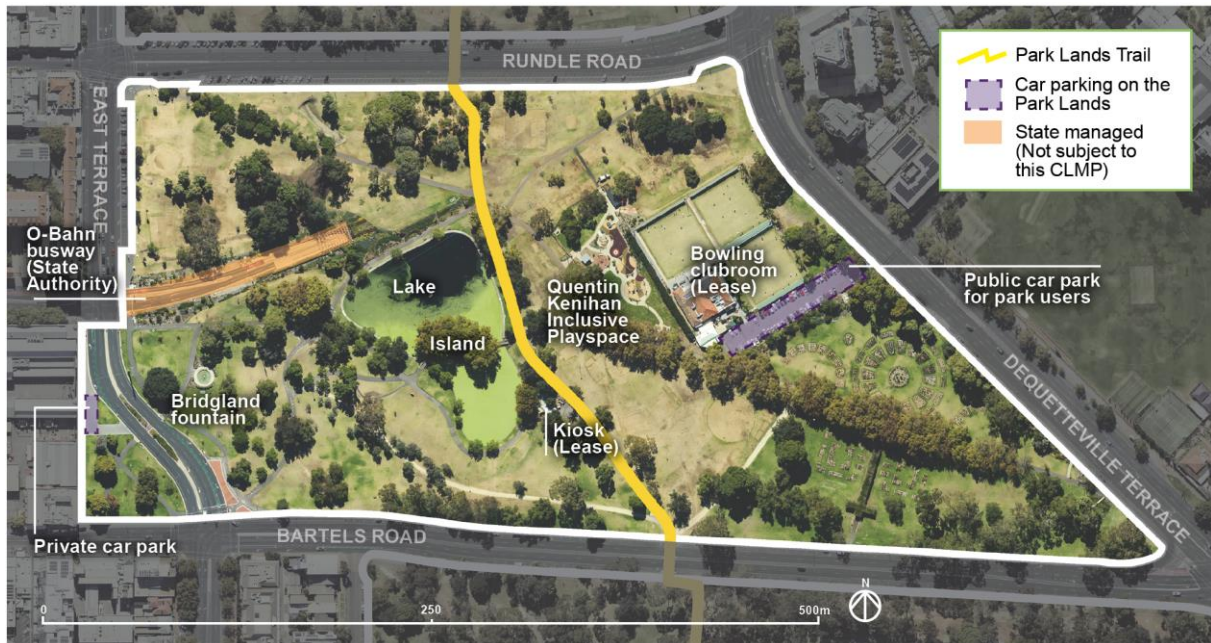 RUNDLE ROAD
Park Lands Trail
Car parking on the
Park Lands
State managed
(Not subject to
this CLMP)
EAST TERRACE
O-Bahn
busway
(State
Authority)
Lake
Island
Quentin
Kenihan
Inclusive
Playspace
Bowling
clubroom
(Lease)
Public car park
for park users
Bridgland
fountain
Kiosk
(Lease)
DEQUETTEVILLE TERRACE
Private car park
BARTELS ROAD
N
0
250
500m